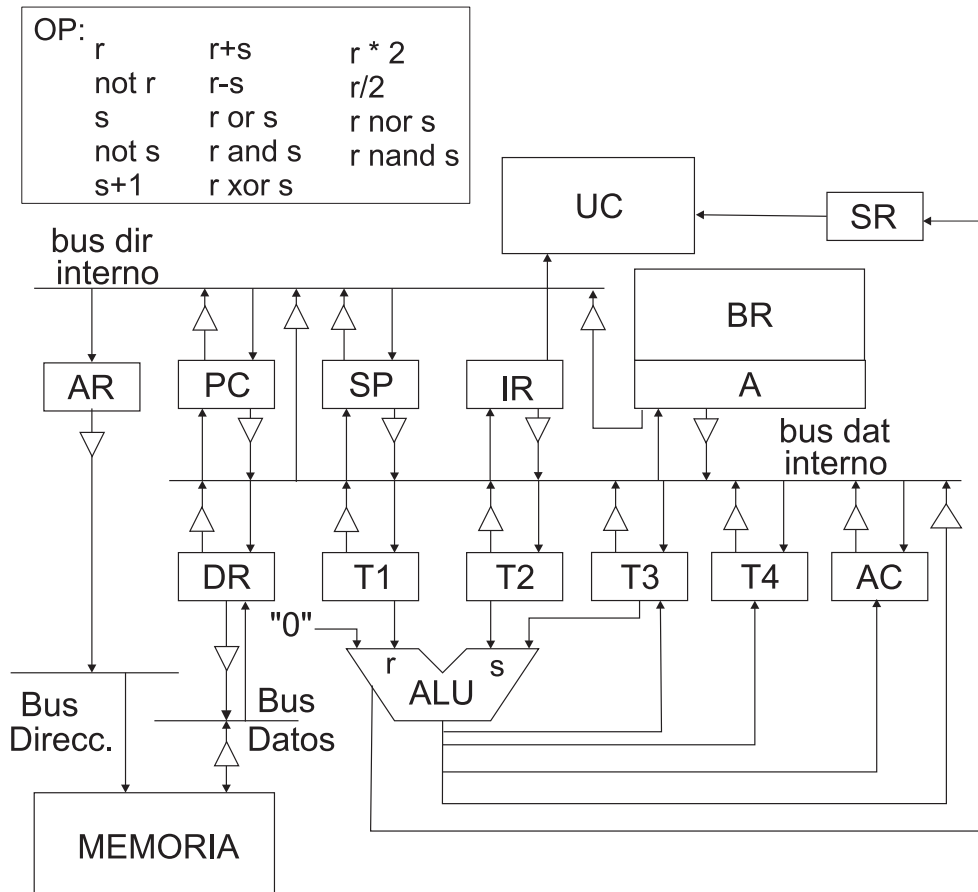 OP:
r r+s r * 2
not r r-s r/2
s r or s r nor s
not s r and s r nand s
s+1 r xor s
UC
SR
bus dir
interno
BR
AR
PC
SP
IR
A
bus dat
interno
DR
T1
T2
T3
T4
AC
"0"
r
s
ALU
Bus
Direcc.
Bus
Datos
MEMORIA